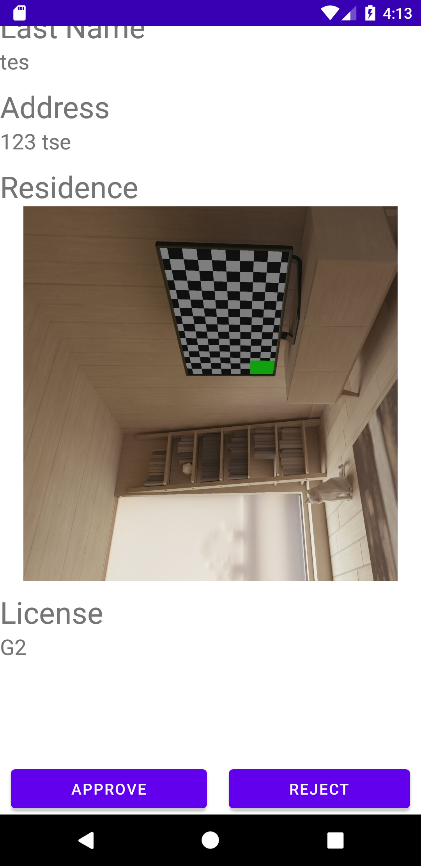 4:13
Last Name
tes
Address
123 tse
Residence
License
G2
APPROVE
REJECT